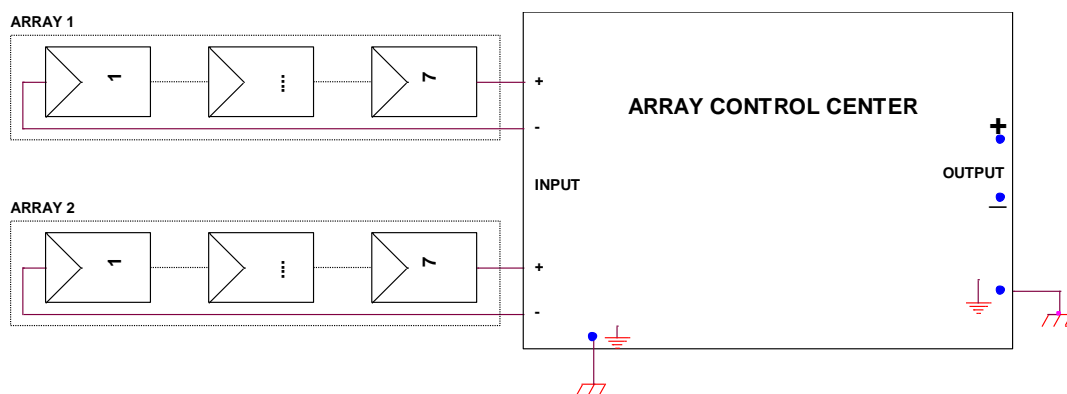 ARRAY 1
1
....
7
+
-
ARRAY CONTROL CENTER
+
OUTPUT
–
INPUT
ARRAY 2
1
....
7
+
-